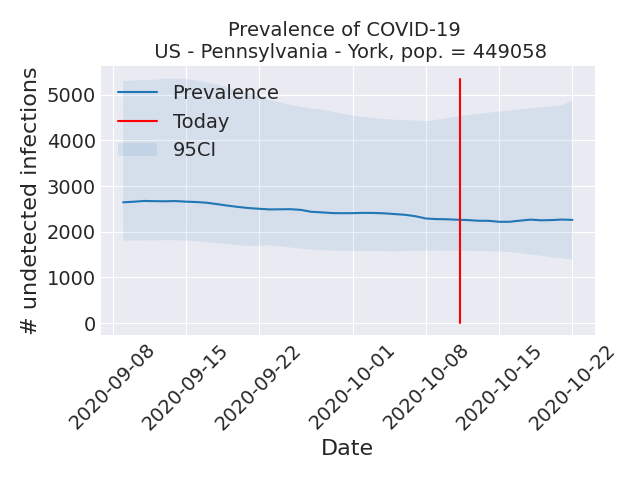 Prevalence of COVID-19
US - Pennsylvania - York, pop. = 449058
# undetected infections
5000
4000
3000
2000
1000
0
Prevalence
Today
95CI
2020-09-08
2020-09-15
2020-09-22
2020-10-01
2020-10-08
2020-10-15
2020-10-22
Date